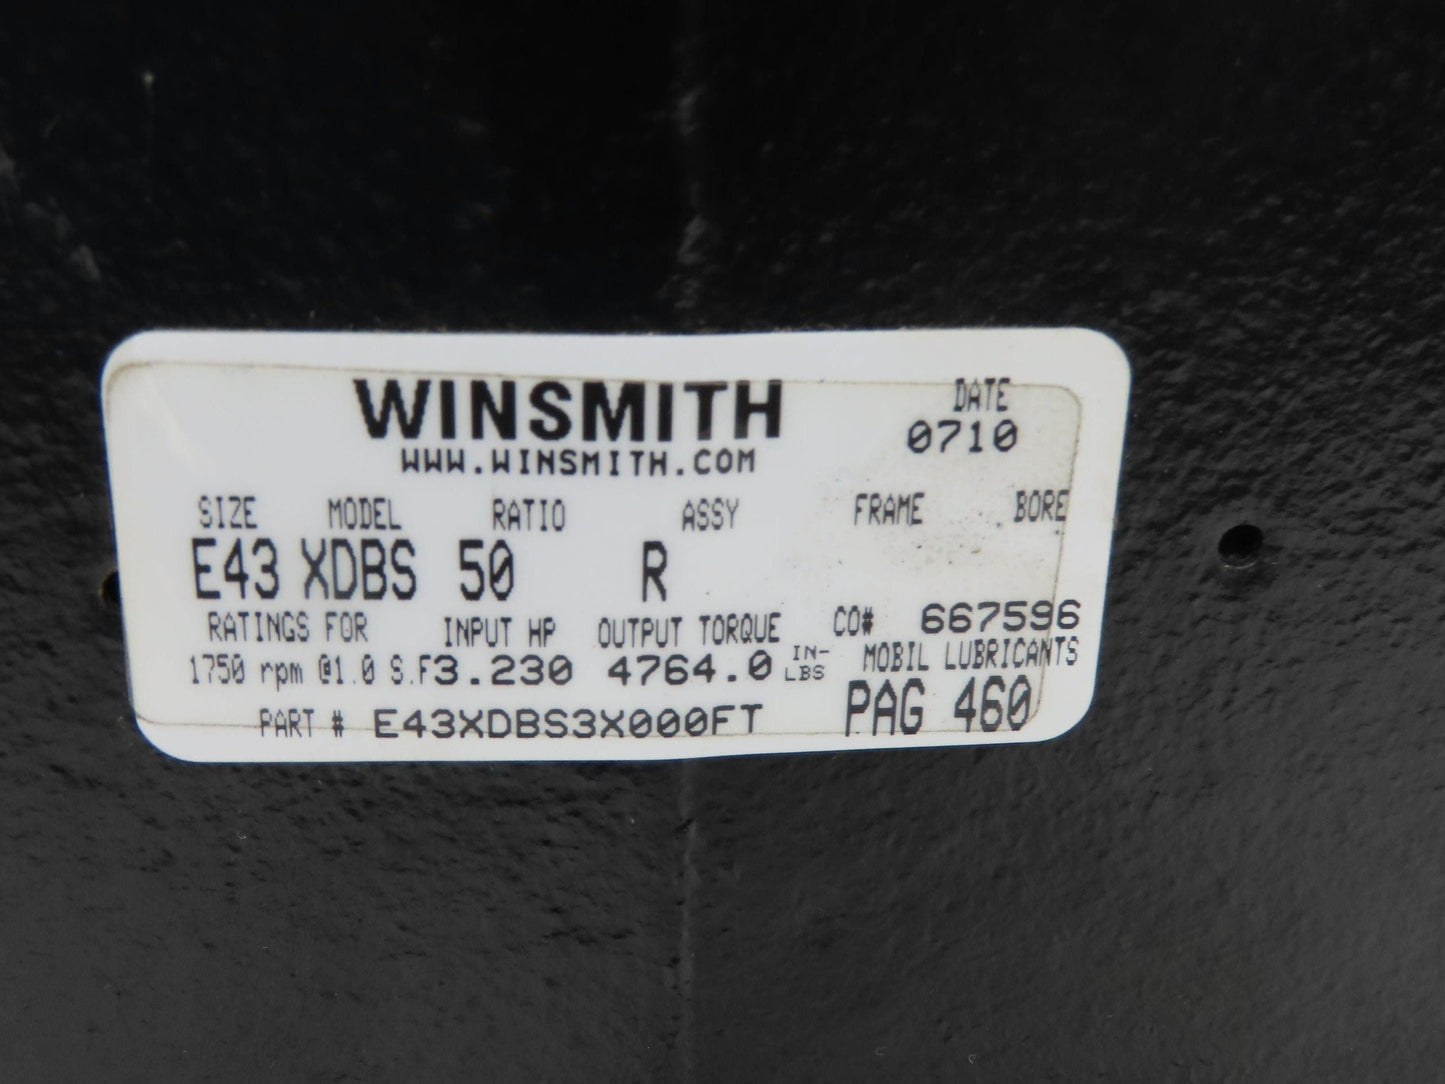 WINSMITH
WWW.WINSMITH.COM
DATE
0710
SIZE MODEL RATIO ASSY FRAME BORE
E43 XDBS 50 R
RATINGS FOR INPUT HP OUTPUT TORQUE CO# 667596
1750 rpm @1.0 S.F3.230 4764.0 IN-LBS MOBIL LUBRICANTS
PART # E43XDBS3X000FT PAG 460